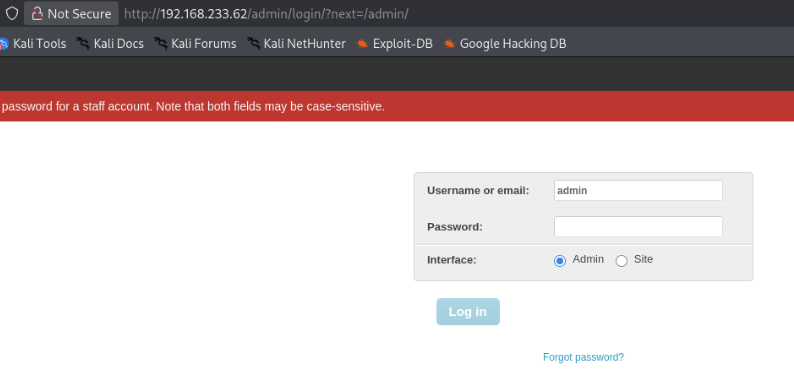 Not Secure http://192.168.233.62/admin/login/?next=/admin/
Kali Tools Kali Docs Kali Forums Kali NetHunter Exploit-DB Google Hacking DB
password for a staff account. Note that both fields may be case-sensitive.
Username or email: admin
Password:
Interface: Admin Site
Log in
Forgot password?